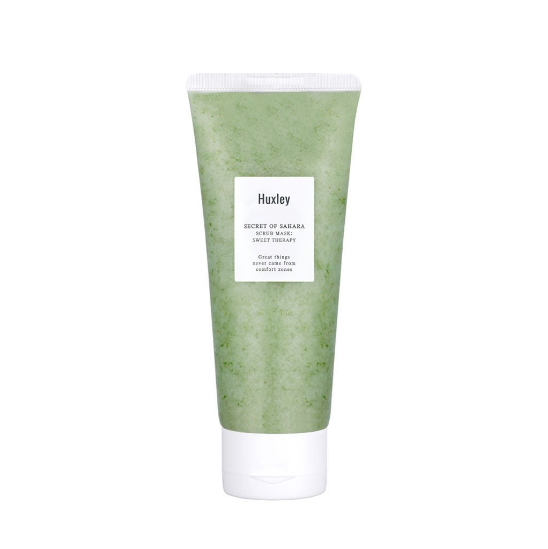 Huxley
SECRET OF SAHARA
SCRUB MASK:
SWEET THERAPY
Great things
never came from
comfort zones